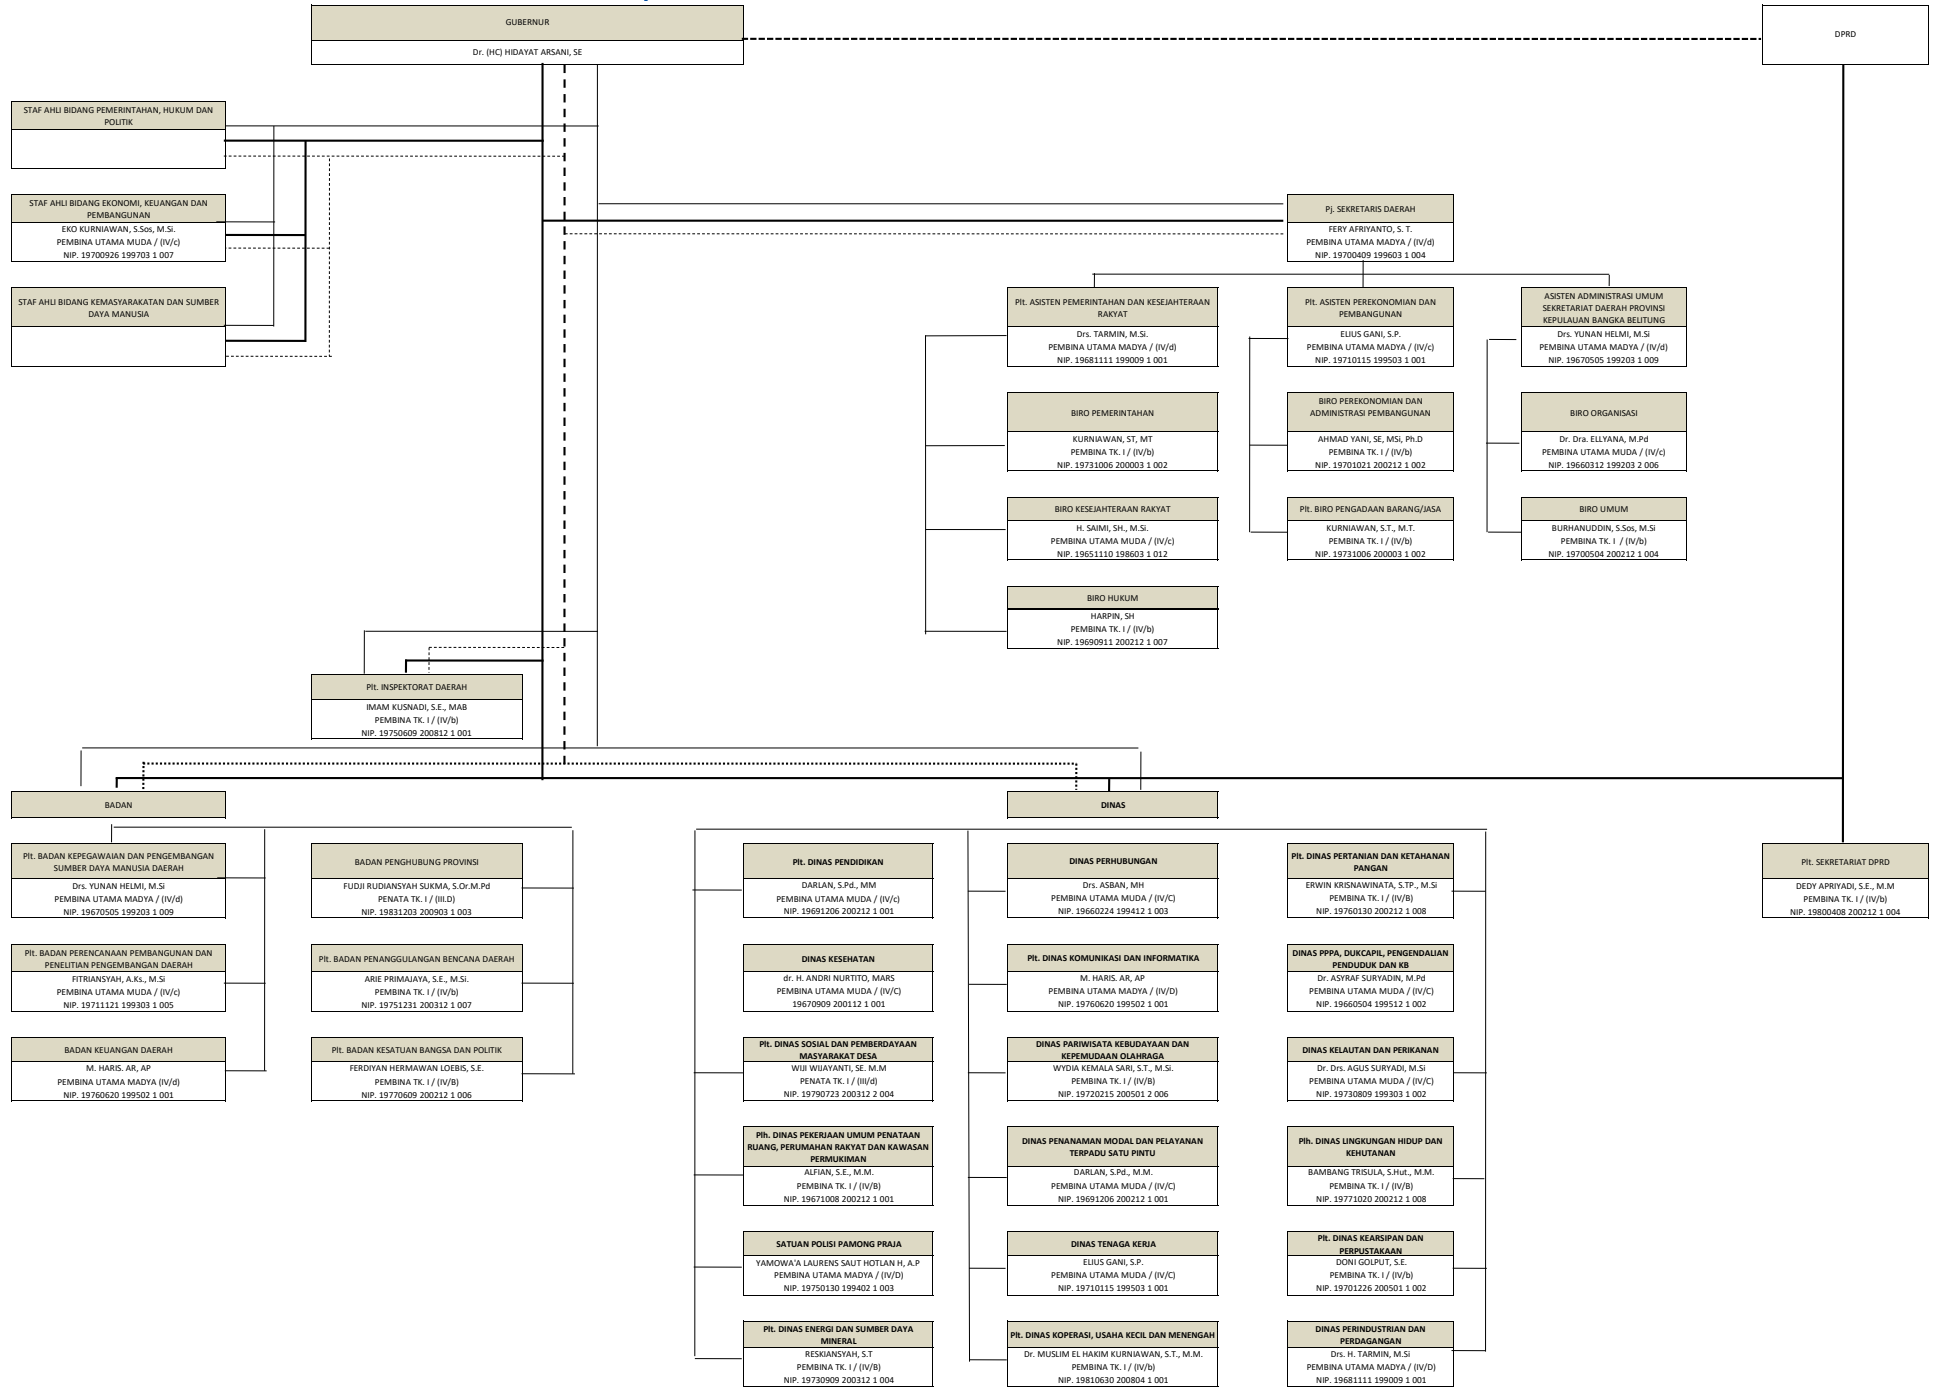 GUBERNUR
Dr. (HC) HIDAYAT ARSANI, SE
DPRD
STAF AHLI BIDANG PEMERINTAHAN, HUKUM DAN
POLITIK
STAF AHLI BIDANG EKONOMI, KEUANGAN DAN
PEMBANGUNAN
EKO KURNIAWAN, S.Sos, M.Si.
PEMBINA UTAMA MUDA / (IV/c)
NIP. 19700926 199703 1 007
STAF AHLI BIDANG KEMASYARAKATAN DAN SUMBER
DAYA MANUSIA
Pj. SEKRETARIS DAERAH
FERY AFRIYANTO, S. T.
PEMBINA UTAMA MADYA / (IV/d)
NIP. 19700409 199603 1 004
Plt. ASISTEN PEMERINTAHAN DAN KESEJAHTERAAN
RAKYAT
Drs. TARMIN, M.Si.
PEMBINA UTAMA MADYA / (IV/d)
NIP. 19681111 199009 1 001
Plt. ASISTEN PEREKONOMIAN DAN
PEMBANGUNAN
ELIUS GANI, S.P.
PEMBINA UTAMA MADYA / (IV/c)
NIP. 19710115 199503 1 001
ASISTEN ADMINISTRASI UMUM
SEKRETARIAT DAERAH PROVINSI
KEPULAUAN BANGKA BELITUNG
Drs. YUNAN HELMI, M.Si
PEMBINA UTAMA MADYA / (IV/d)
NIP. 19670505 199203 1 009
BIRO PEMERINTAHAN
KURNIAWAN, ST, MT
PEMBINA TK. I / (IV/b)
NIP. 19731006 200003 1 002
BIRO PEREKONOMIAN DAN
ADMINISTRASI PEMBANGUNAN
AHMAD YANI, SE, MSi, Ph.D
PEMBINA TK. I / (IV/b)
NIP. 19701021 200212 1 002
BIRO ORGANISASI
Dr. Dra. ELLYANA, M.Pd
PEMBINA UTAMA MUDA / (IV/c)
NIP. 19660312 199203 2 006
BIRO KESEJAHTERAAN RAKYAT
H. SAIMI, SH., M.Si.
PEMBINA UTAMA MUDA / (IV/c)
NIP. 19651110 198603 1 012
Plt. BIRO PENGADAAN BARANG/JASA
KURNIAWAN, S.T., M.T.
PEMBINA TK. I / (IV/b)
NIP. 19731006 200003 1 002
BIRO UMUM
BURHANUDDIN, S.Sos, M.Si
PEMBINA TK. I  / (IV/b)
NIP. 19700504 200212 1 004
BIRO HUKUM
HARPIN, SH
PEMBINA TK. I / (IV/b)
NIP. 19690911 200212 1 007
Plt. INSPEKTORAT DAERAH
IMAM KUSNADI, S.E., MAB
PEMBINA TK. I / (IV/b)
NIP. 19750609 200812 1 001
BADAN
DINAS
Plt. BADAN KEPEGAWAIAN DAN PENGEMBANGAN
SUMBER DAYA MANUSIA DAERAH
Drs. YUNAN HELMI, M.Si
PEMBINA UTAMA MADYA / (IV/d)
NIP. 19670505 199203 1 009
BADAN PENGHUBUNG PROVINSI
FUDJI RUDIANSYAH SUKMA, S.Or.M.Pd
PENATA TK. I / (III.D)
NIP. 19831203 200903 1 003
Plt. DINAS PENDIDIKAN
DARLAN, S.Pd., MM
PEMBINA UTAMA MUDA / (IV/c)
NIP. 19691206 200212 1 001
DINAS PERHUBUNGAN
Drs. ASBAN, MH
PEMBINA UTAMA MUDA / (IV/C)
NIP. 19660224 199412 1 003
Plt. DINAS PERTANIAN DAN KETAHANAN
PANGAN
ERWIN KRISNAWINATA, S.TP., M.Si
PEMBINA TK. I / (IV/B)
NIP. 19760130 200212 1 008
Plt. SEKRETARIAT DPRD
DEDY APRIYADI, S.E., M.M
PEMBINA TK. I / (IV/b)
NIP. 19800408 200212 1 004
Plt. BADAN PERENCANAAN PEMBANGUNAN DAN
PENELITIAN PENGEMBANGAN DAERAH
FITRIANSYAH, A.Ks., M.Si
PEMBINA UTAMA MUDA / (IV/c)
NIP. 19711121 199303 1 005
Plt. BADAN PENANGGULANGAN BENCANA DAERAH
ARIE PRIMAJAYA, S.E., M.Si.
PEMBINA TK. I / (IV/b)
NIP. 19751231 200312 1 007
DINAS KESEHATAN
dr. H. ANDRI NURTITO, MARS
PEMBINA UTAMA MUDA / (IV/C)
19670909 200112 1 001
Plt. DINAS KOMUNIKASI DAN INFORMATIKA
M. HARIS. AR, AP
PEMBINA UTAMA MADYA / (IV/D)
NIP. 19760620 199502 1 001
DINAS PPPA, DUKCAPIL, PENGENDALIAN
PENDUDUK DAN KB
Dr. ASYRAF SURYADIN, M.Pd
PEMBINA UTAMA MUDA / (IV/C)
NIP. 19660504 199512 1 002
BADAN KEUANGAN DAERAH
M. HARIS. AR, AP
PEMBINA UTAMA MADYA (IV/d)
NIP. 19760620 199502 1 001
Plt. BADAN KESATUAN BANGSA DAN POLITIK
FERDIYAN HERMAWAN LOEBIS, S.E.
PEMBINA TK. I / (IV/B)
NIP. 19770609 200212 1 006
Plt. DINAS SOSIAL DAN PEMBERDAYAAN
MASYARAKAT DESA
WIJI WIJAYANTI, SE. M.M
PENATA TK. I / (III/d)
NIP. 19790723 200312 2 004
DINAS PARIWISATA KEBUDAYAAN DAN
KEPEMUDAAN OLAHRAGA
WYDIA KEMALA SARI, S.T., M.Si.
PEMBINA TK. I / (IV/B)
NIP. 19720215 200501 2 006
DINAS KELAUTAN DAN PERIKANAN
Dr. Drs. AGUS SURYADI, M.Si
PEMBINA UTAMA MUDA / (IV/C)
NIP. 19730809 199303 1 002
Plh. DINAS PEKERJAAN UMUM PENATAAN
RUANG, PERUMAHAN RAKYAT DAN KAWASAN
PERMUKIMAN
ALFIAN, S.E., M.M.
PEMBINA TK. I / (IV/B)
NIP. 19671008 200212 1 001
DINAS PENANAMAN MODAL DAN PELAYANAN
TERPADU SATU PINTU
DARLAN, S.Pd., M.M.
PEMBINA UTAMA MUDA / (IV/C)
NIP. 19691206 200212 1 001
Plh. DINAS LINGKUNGAN HIDUP DAN
KEHUTANAN
BAMBANG TRISULA, S.Hut., M.M.
PEMBINA TK. I / (IV/B)
NIP. 19771020 200212 1 008
SATUAN POLISI PAMONG PRAJA
YAMOWA'A LAURENS SAUT HOTLAN H, A.P
PEMBINA UTAMA MADYA / (IV/D)
NIP. 19750130 199402 1 003
DINAS TENAGA KERJA
ELIUS GANI, S.P.
PEMBINA UTAMA MUDA / (IV/C)
NIP. 19710115 199503 1 001
Plt. DINAS KEARSIPAN DAN
PERPUSTAKAAN
DONI GOLPUT, S.E.
PEMBINA TK. I / (IV/b)
NIP. 19701226 200501 1 002
Plt. DINAS ENERGI DAN SUMBER DAYA
MINERAL
RESKIANSYAH, S.T
PEMBINA TK. I / (IV/B)
NIP. 19730909 200312 1 004
Plt. DINAS KOPERASI, USAHA KECIL DAN MENENGAH
Dr. MUSLIM EL HAKIM KURNIAWAN, S.T., M.M.
PEMBINA TK. I / (IV/b)
NIP. 19810630 200804 1 001
DINAS PERINDUSTRIAN DAN
PERDAGANGAN
Drs. H. TARMIN, M.Si
PEMBINA UTAMA MADYA / (IV/D)
NIP. 19681111 199009 1 001